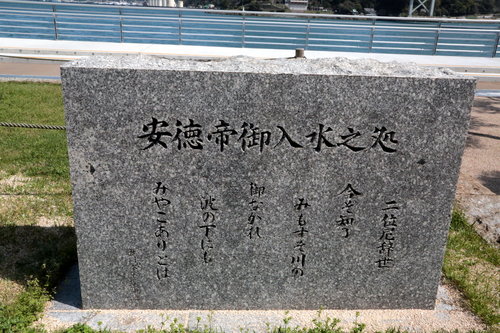 安徳帝御入水之処
二位尼辞世
今ぞ知る
みもすそ川の
御ながれ
波の下にも
みやこありとは